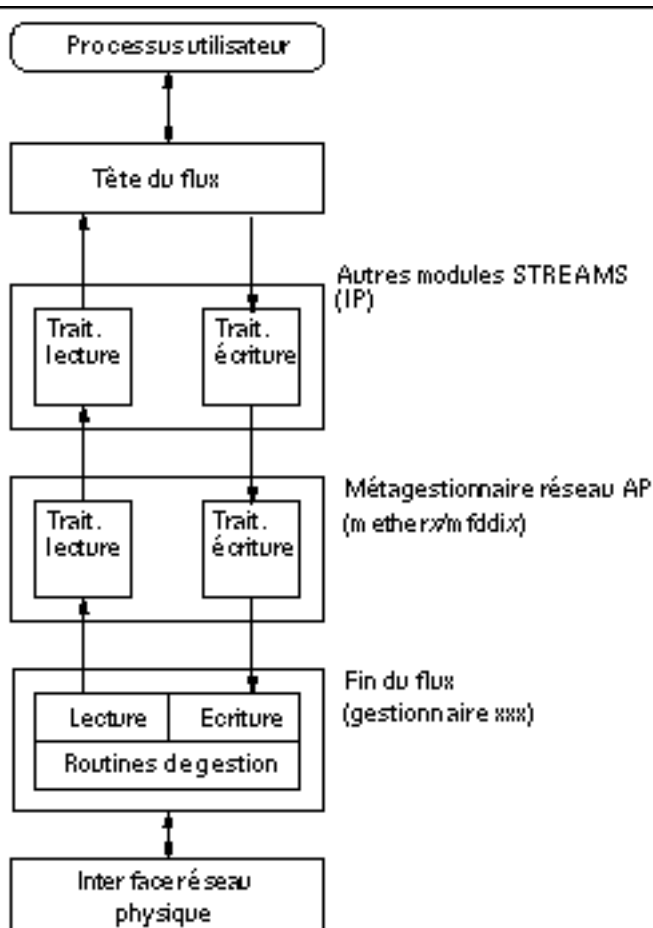 Processus utilisateur
Tête du flux
Autres modules STREAMS
(IP)
Trait.
lecture
Trait.
écriture
Métagestionnaire réseau AP
(metherx/mfddix)
Trait.
lecture
Trait.
écriture
Fin du flux
(gestionnaire xxx)
Lecture
Ecriture
Routines de gestion
Interface réseau
physique